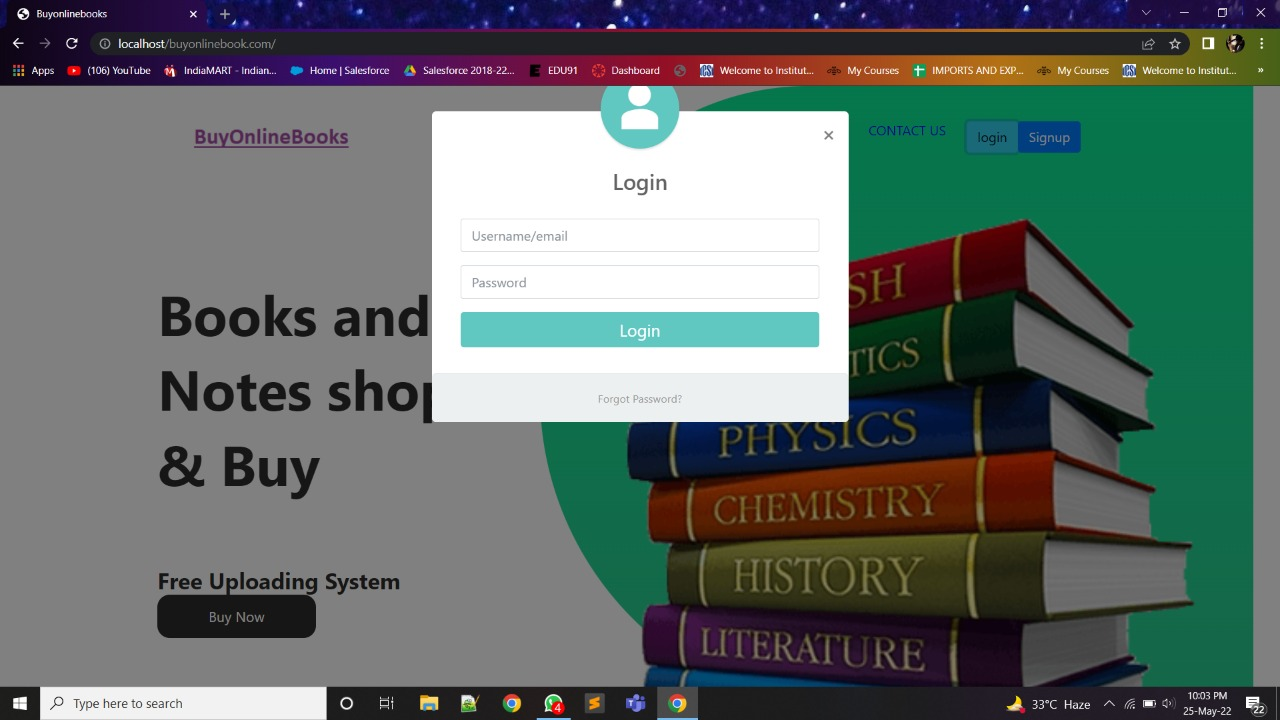 BuyOnlineBooks
localhost/buyonlinebook.com/
Apps
(106) YouTube
IndiaMART - Indian...
Home | Salesforce
Salesforce 2018-22...
EDU91
Dashboard
Welcome to Institut...
My Courses
IMPORTS AND EXP...
My Courses
Welcome to Institut...
»
BuyOnlineBooks
CONTACT US
login
Signup
×
Login
Username/email
Password
Login
Forgot Password?
Books and
Notes shop
& Buy
Free Uploading System
Buy Now
SH
TICS
PHYSICS
CHEMISTRY
HISTORY
LITERATURE
Type here to search
4
33°C Haze
10:03 PM
25-May-22
22